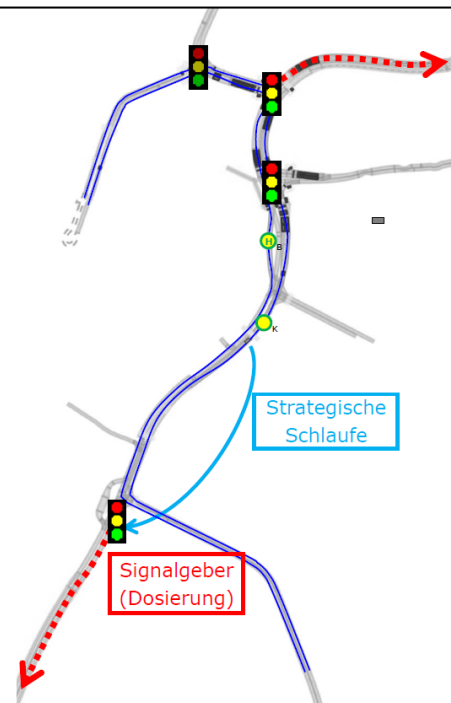 H
B
K
Strategische
Schlaufe
Signalgeber
(Dosierung)